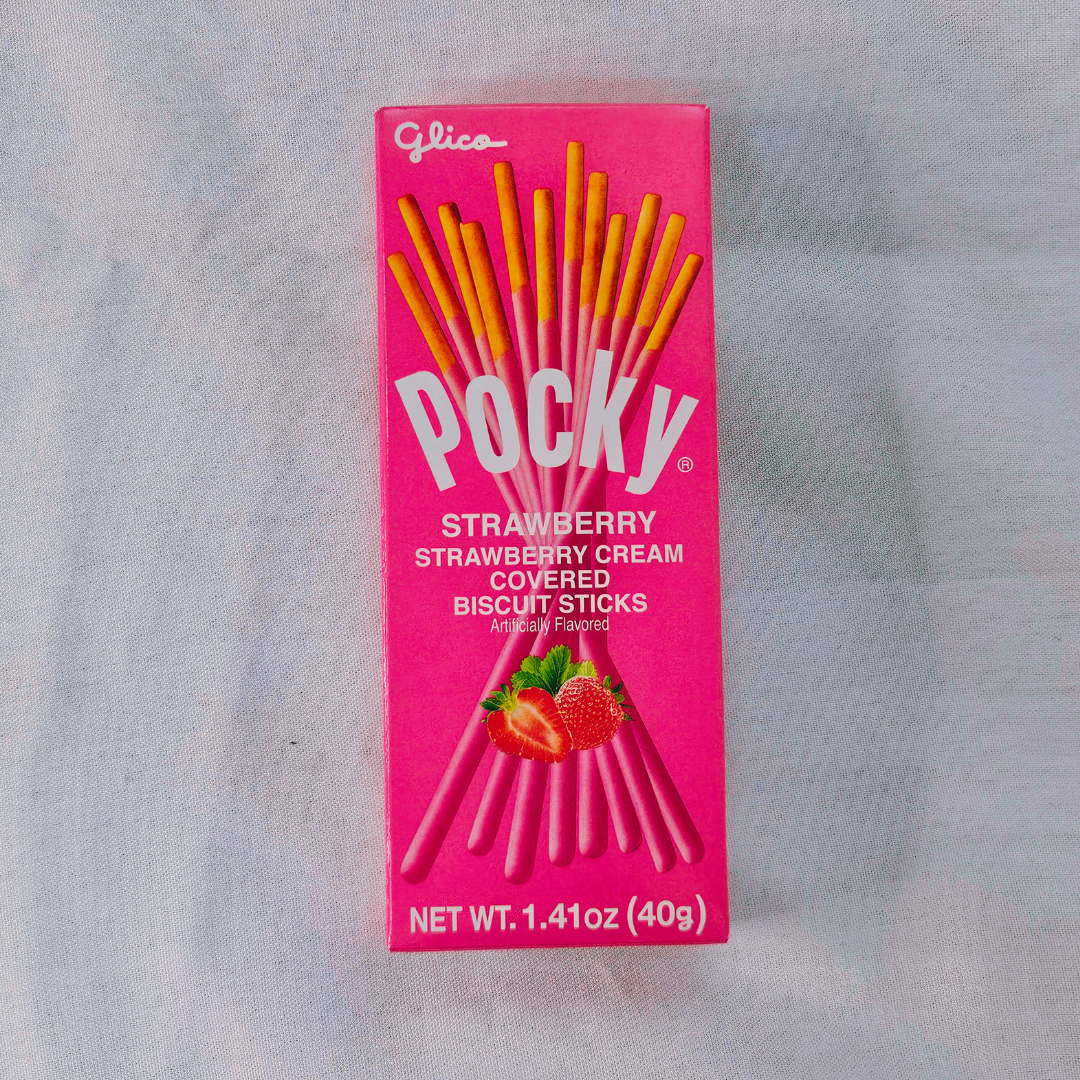 Glico
Pocky®
STRAWBERRY
STRAWBERRY CREAM
COVERED
BISCUIT STICKS
Artificially Flavored
NET WT. 1.41oz (40g)